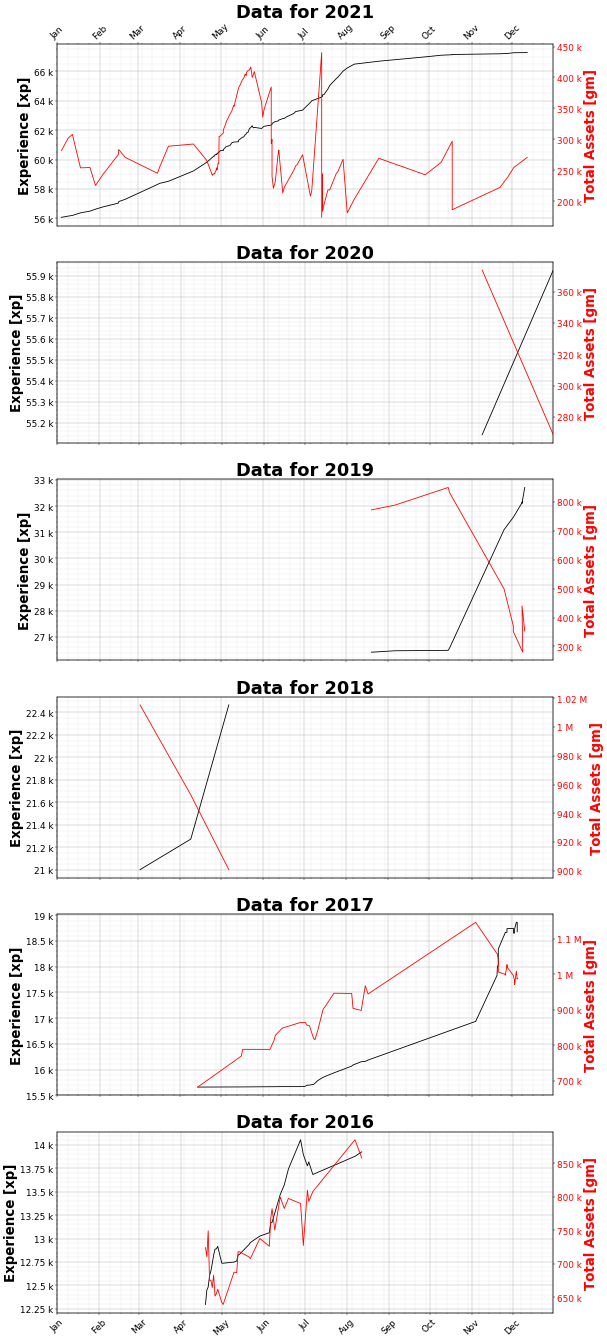 Data for 2021
Jan Feb Mar Apr May Jun Jul Aug Sep Oct Nov Dec
Experience [xp]
66 k
64 k
62 k
60 k
58 k
56 k
450 k
400 k
350 k
300 k
250 k
200 k
Total Assets [gm]
Data for 2020
Experience [xp]
55.9 k
55.8 k
55.7 k
55.6 k
55.5 k
55.4 k
55.3 k
55.2 k
360 k
340 k
320 k
300 k
280 k
Total Assets [gm]
Data for 2019
Experience [xp]
33 k
32 k
31 k
30 k
29 k
28 k
27 k
800 k
700 k
600 k
500 k
400 k
300 k
Total Assets [gm]
Data for 2018
Experience [xp]
22.4 k
22.2 k
22 k
21.8 k
21.6 k
21.4 k
21.2 k
21 k
1.02 M
1 M
980 k
960 k
940 k
920 k
900 k
Total Assets [gm]
Data for 2017
Experience [xp]
19 k
18.5 k
18 k
17.5 k
17 k
16.5 k
16 k
15.5 k
1.1 M
1 M
900 k
800 k
700 k
Total Assets [gm]
Data for 2016
Experience [xp]
14 k
13.75 k
13.5 k
13.25 k
13 k
12.75 k
12.5 k
12.25 k
850 k
800 k
750 k
700 k
650 k
Total Assets [gm]
Jan Feb Mar Apr May Jun Jul Aug Sep Oct Nov Dec